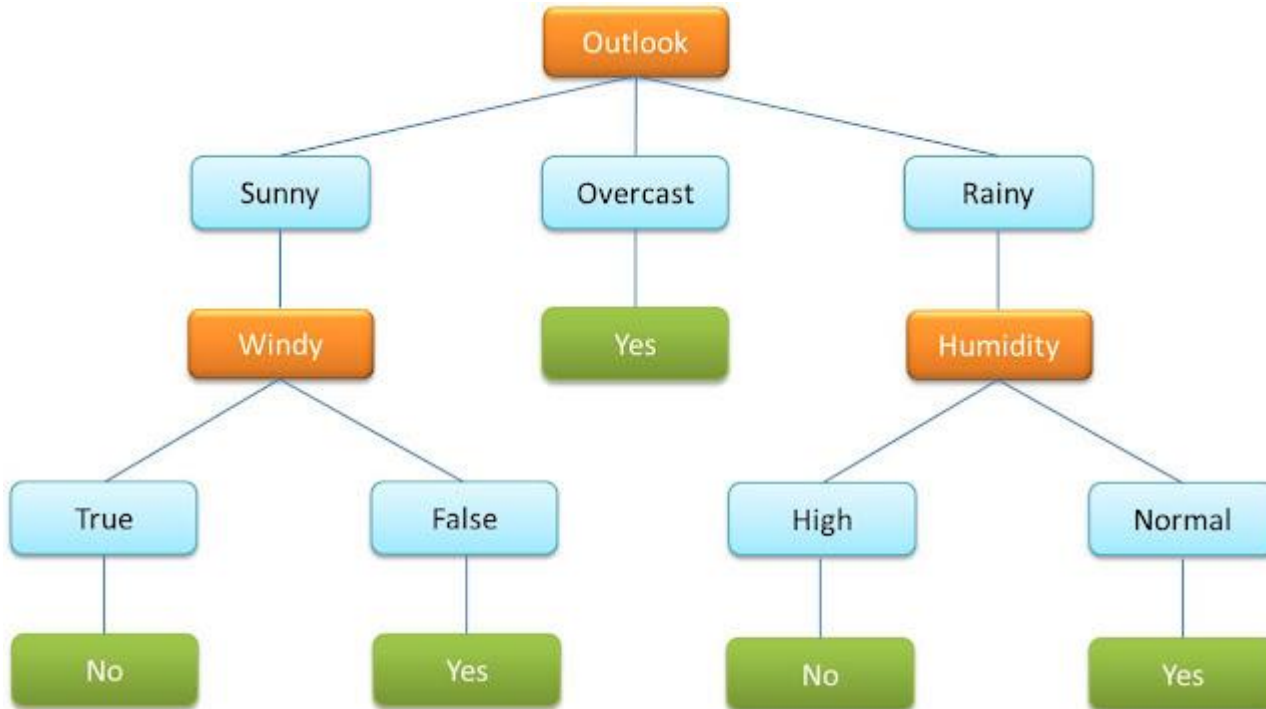 Outlook
Sunny
Overcast
Rainy
Windy
Yes
Humidity
True
False
High
Normal
No
Yes
No
Yes